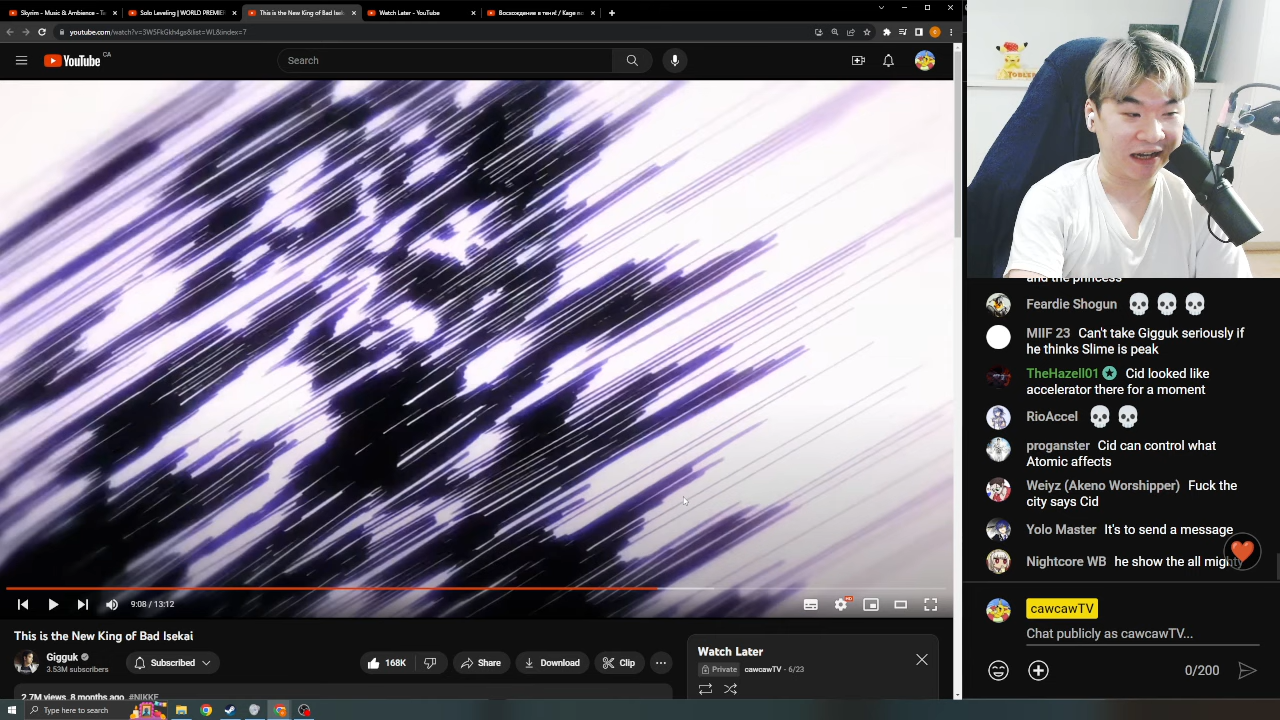 Skyrim - Music & Ambience - T
Solo Leveling | WORLD PREMIE
This is the New King of Bad Isek
Watch Later - YouTube
Восхождение в тени! / Kage
youtube.com/watch?v=3W5FkGkh4gs&list=WL&index=7
YouTube CA
Search
9:08 / 13:12
HD
This is the New King of Bad Isekai
Gigguk
3.53M subscribers
Subscribed
168K
Share
Download
Clip
2.7M views  8 months ago  #NIKKE
Watch Later
Private cawcawTV - 6/23
and the princess
Feardie Shogun 💀 💀 💀
MIIF 23 Can't take Gigguk seriously if
he thinks Slime is peak
TheHazell01 Cid looked like
accelerator there for a moment
RioAccel 💀 💀
proganster Cid can control what
Atomic affects
Weiyz (Akeno Worshipper) Fuck the
city says Cid
Yolo Master It's to send a message
Nightcore WB he show the all mighty
cawcawTV
Chat publicly as cawcawTV...
0/200
Type here to search